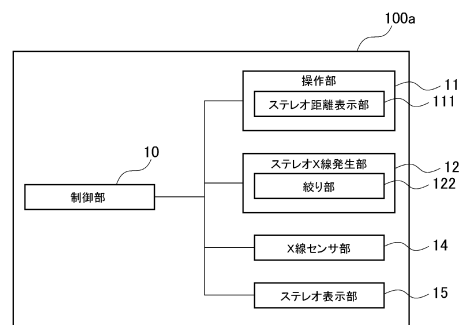 100a
操作部
11
ステレオ距離表示部
111
10
制御部
ステレオX線発生部
12
絞り部
122
X線センサ部
14
ステレオ表示部
15